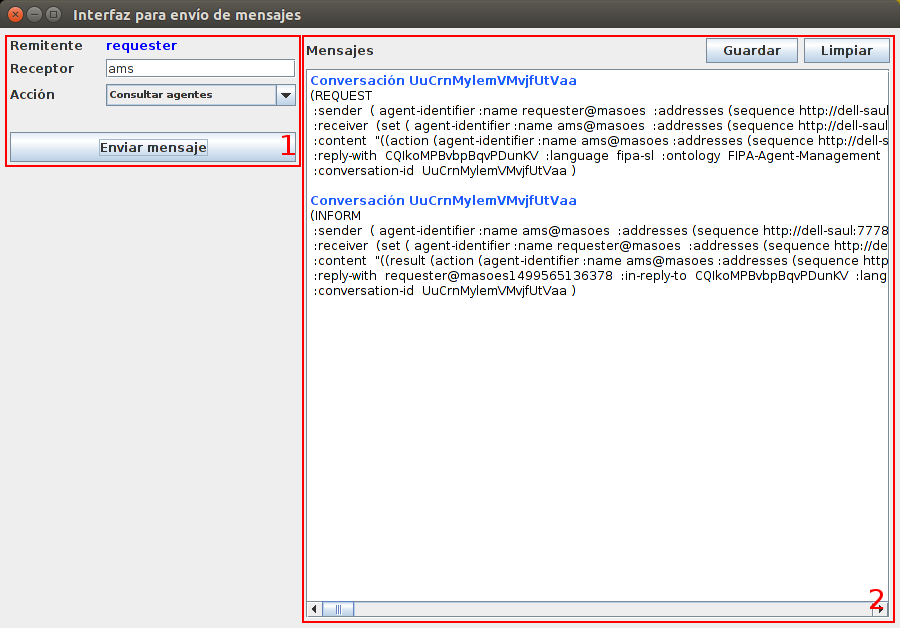 Interfaz para envío de mensajes
Remitente requester
Receptor ams
Acción Consultar agentes
Enviar mensaje
1
Mensajes Guardar Limpiar
Conversación UuCrnMylemVMvjfUtVaa
(REQUEST
:sender ( agent-identifier :name requester@masoes :addresses (sequence http://dell-saul
:receiver (set ( agent-identifier :name ams@masoes :addresses (sequence http://dell-saul
:content "((action (agent-identifier :name ams@masoes :addresses (sequence http://dell-s
:reply-with CQIkoMPBvbpBqvPDunKV :language fipa-sl :ontology FIPA-Agent-Management
:conversation-id UuCrnMylemVMvjfUtVaa )
Conversación UuCrnMylemVMvjfUtVaa
(INFORM
:sender ( agent-identifier :name ams@masoes :addresses (sequence http://dell-saul:7778
:receiver (set ( agent-identifier :name requester@masoes :addresses (sequence http://de
:content "((result (action (agent-identifier :name ams@masoes :addresses (sequence http
:reply-with requester@masoes1499565136378 :in-reply-to CQIkoMPBvbpBqvPDunKV :lang
:conversation-id UuCrnMylemVMvjfUtVaa )
2